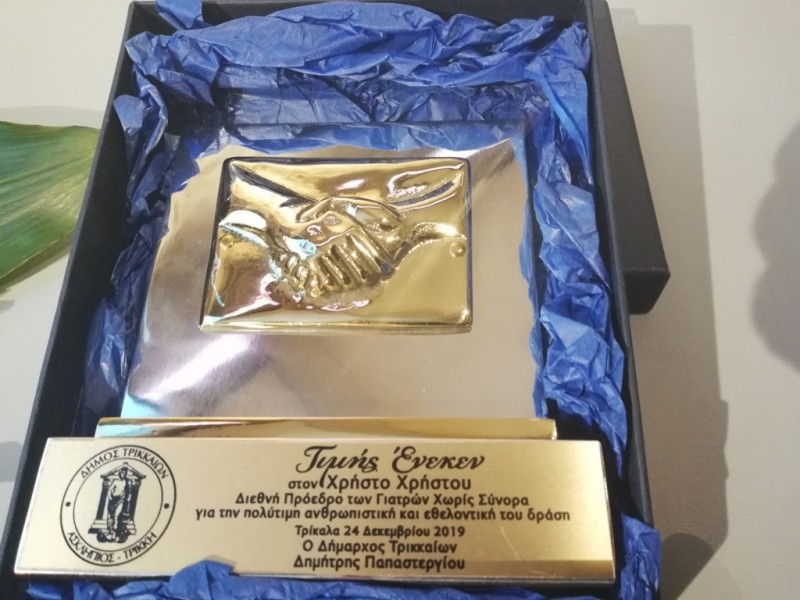 ΔΗΜΟΣ ΤΡΙΚΚΑΙΩΝ
ΑΣΚΛΗΠΙΟΣ - ΤΡΙΚΚΗ
Τιμής Ένεκεν
στον Χρήστο Χρήστου
Διεθνή Πρόεδρο των Γιατρών Χωρίς Σύνορα
για την πολύτιμη ανθρωπιστική και εθελοντική του δράση
Τρίκαλα 24 Δεκεμβρίου 2019
Ο Δήμαρχος Τρικκαίων
Δημήτρης Παπαστεργίου